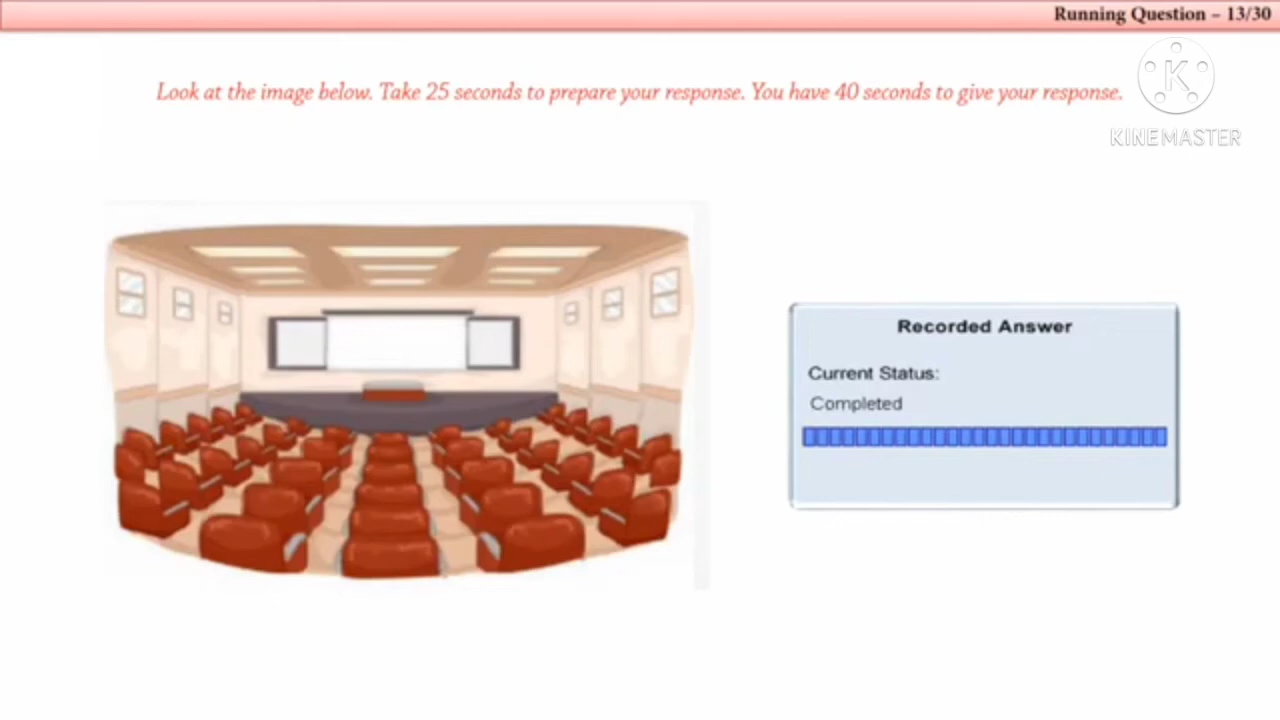 Running Question – 13/30
Look at the image below. Take 25 seconds to prepare your response. You have 40 seconds to give your response.
K
KINEMASTER
Recorded Answer
Current Status:
Completed